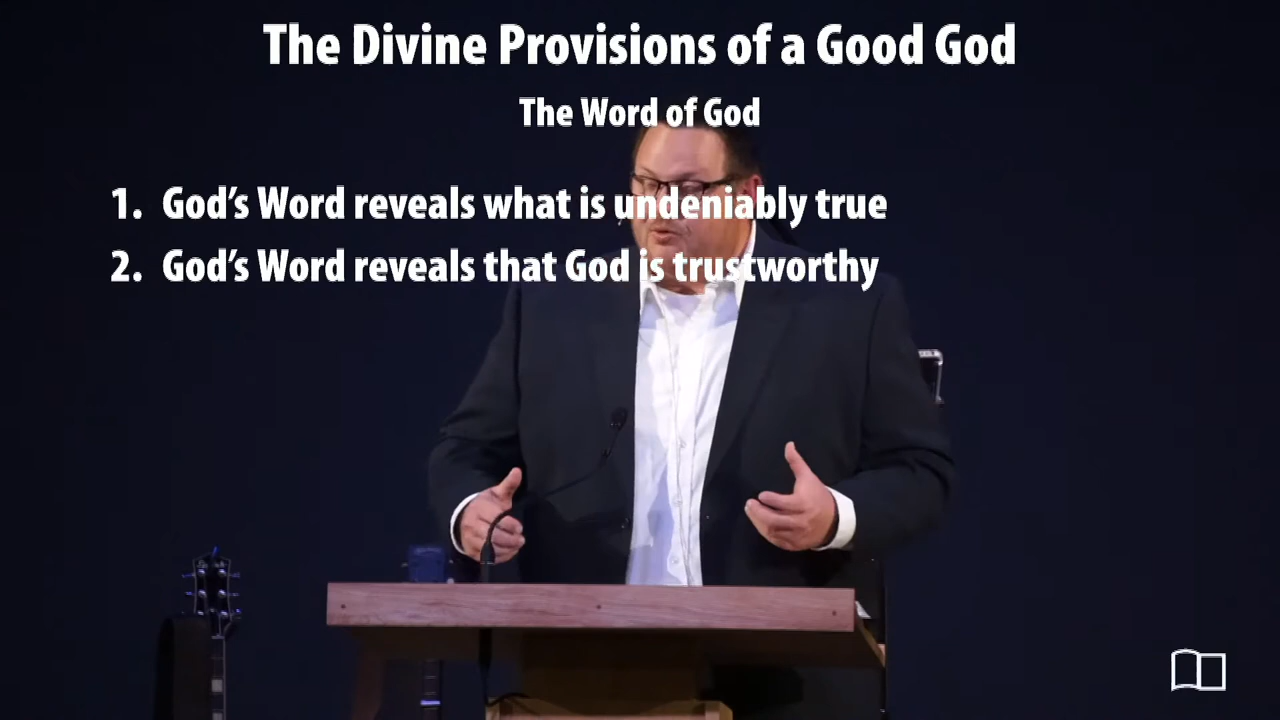 The Divine Provisions of a Good God
The Word of God
1. God’s Word reveals what is undeniably true
2. God’s Word reveals that God is trustworthy